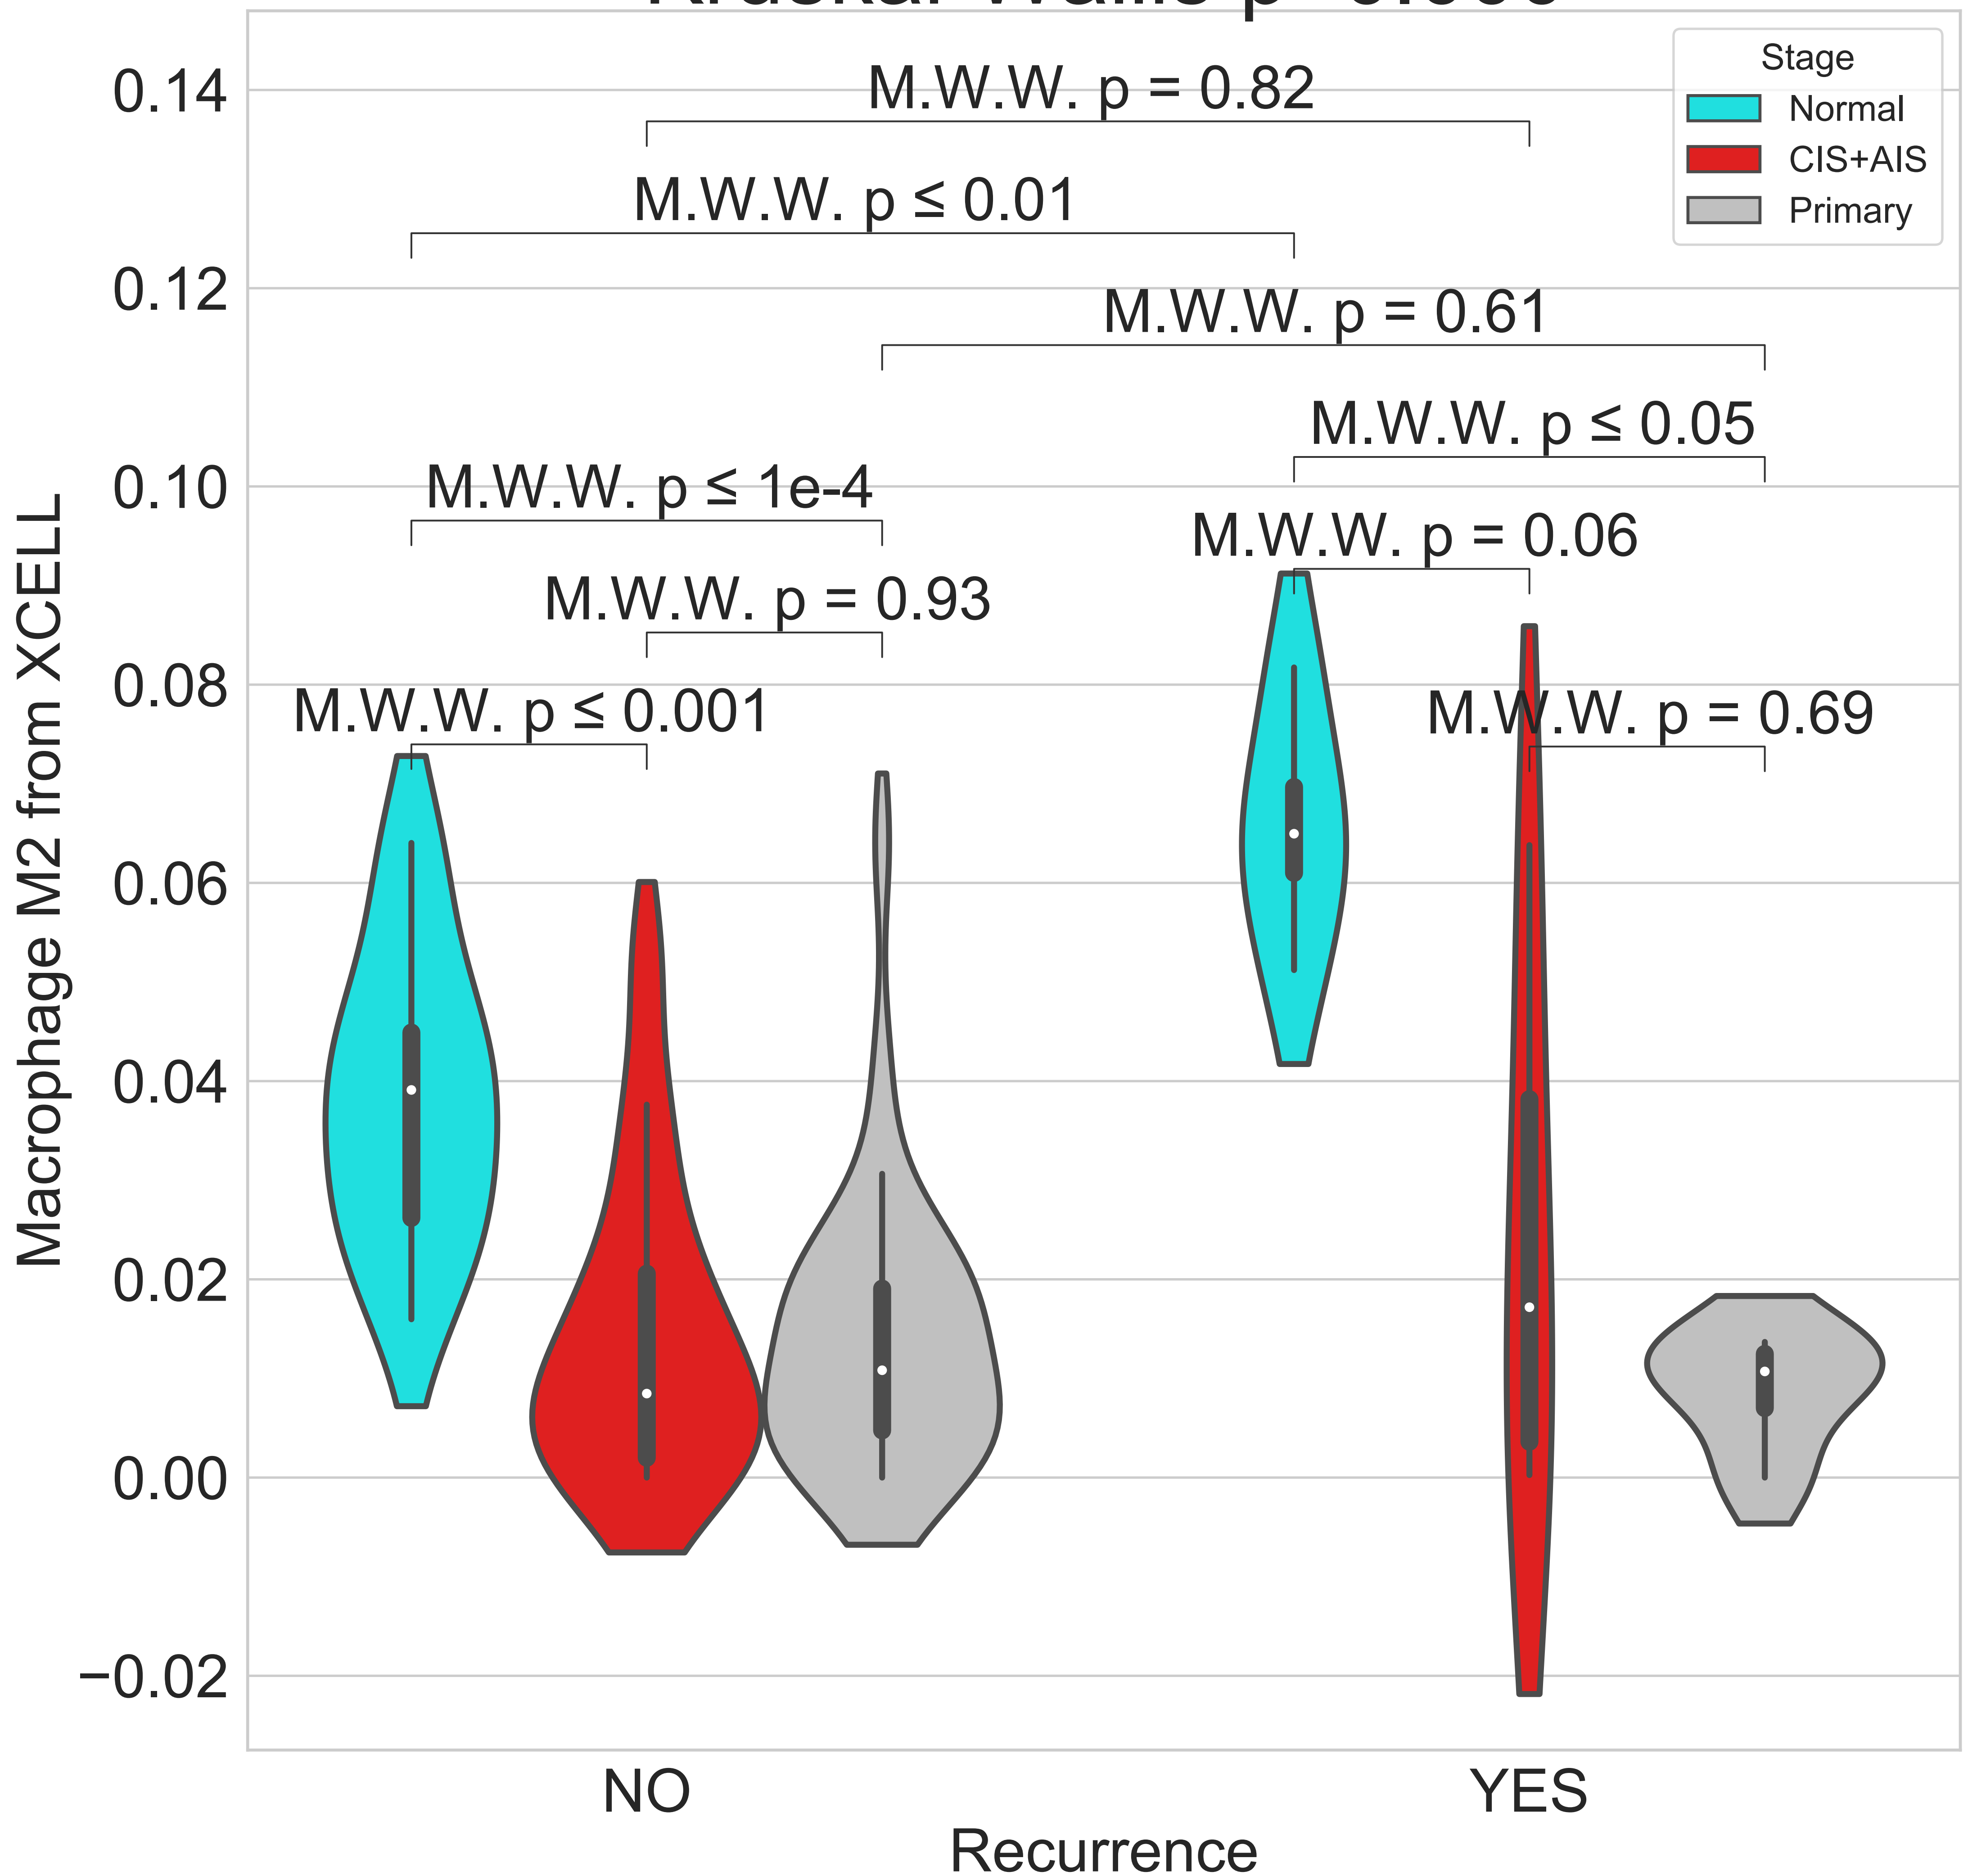 Stage
Normal
CIS+AIS
Primary
M.W.W. p = 0.82
M.W.W. p ≤ 0.01
M.W.W. p = 0.61
M.W.W. p ≤ 0.05
M.W.W. p ≤ 1e-4
M.W.W. p = 0.06
M.W.W. p = 0.93
M.W.W. p ≤ 0.001
M.W.W. p = 0.69
0.14
0.12
0.10
0.08
0.06
0.04
0.02
0.00
−0.02
Macrophage M2 from XCELL
NO
YES
Recurrence